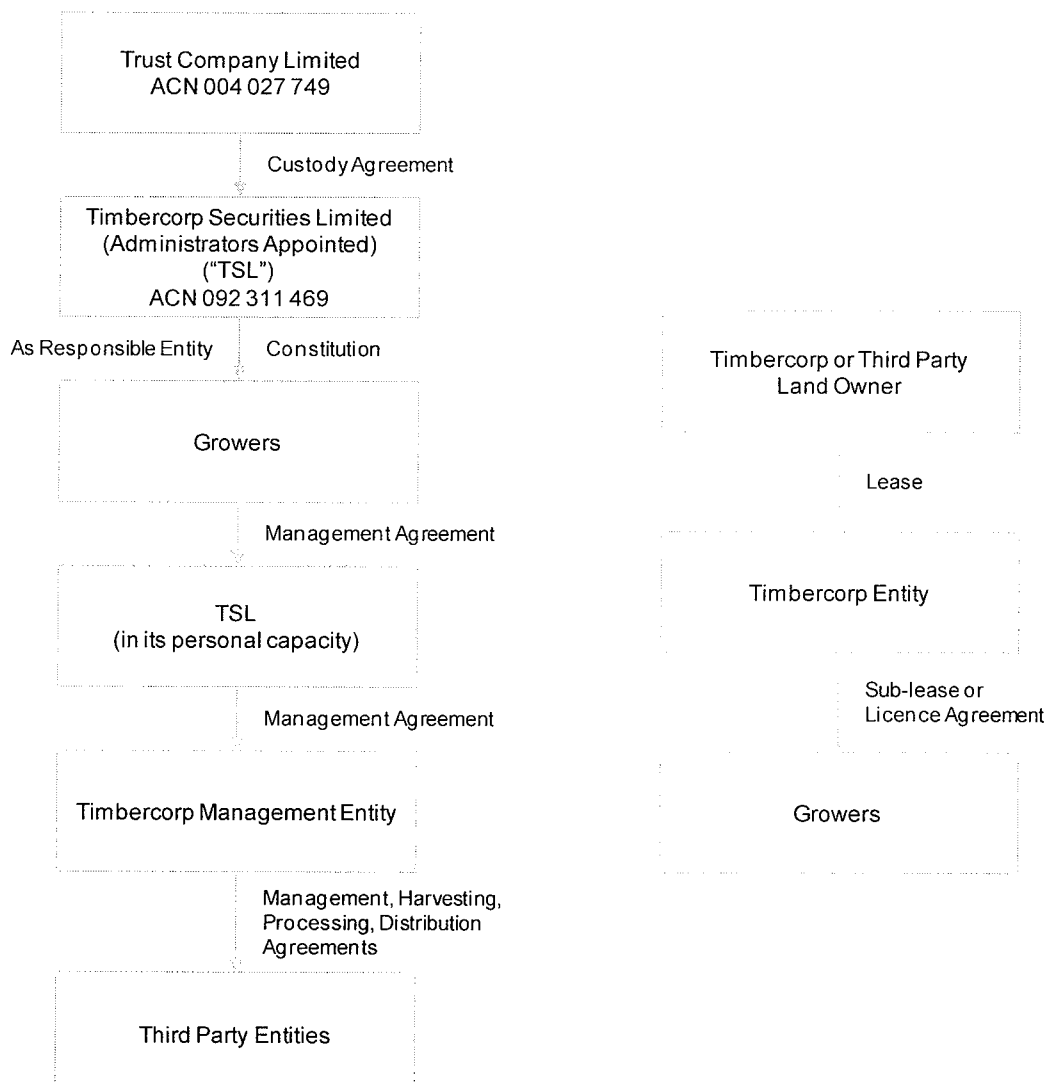 Trust Company Limited
ACN 004 027 749
Custody Agreement
Timbercorp Securities Limited
(Administrators Appointed)
("TSL")
ACN 092 311 469
As Responsible Entity
Constitution
Growers
Management Agreement
TSL
(in its personal capacity)
Management Agreement
Timbercorp Management Entity
Management, Harvesting,
Processing, Distribution
Agreements
Third Party Entities
Timbercorp or Third Party
Land Owner
Lease
Timbercorp Entity
Sub-lease or
Licence Agreement
Growers